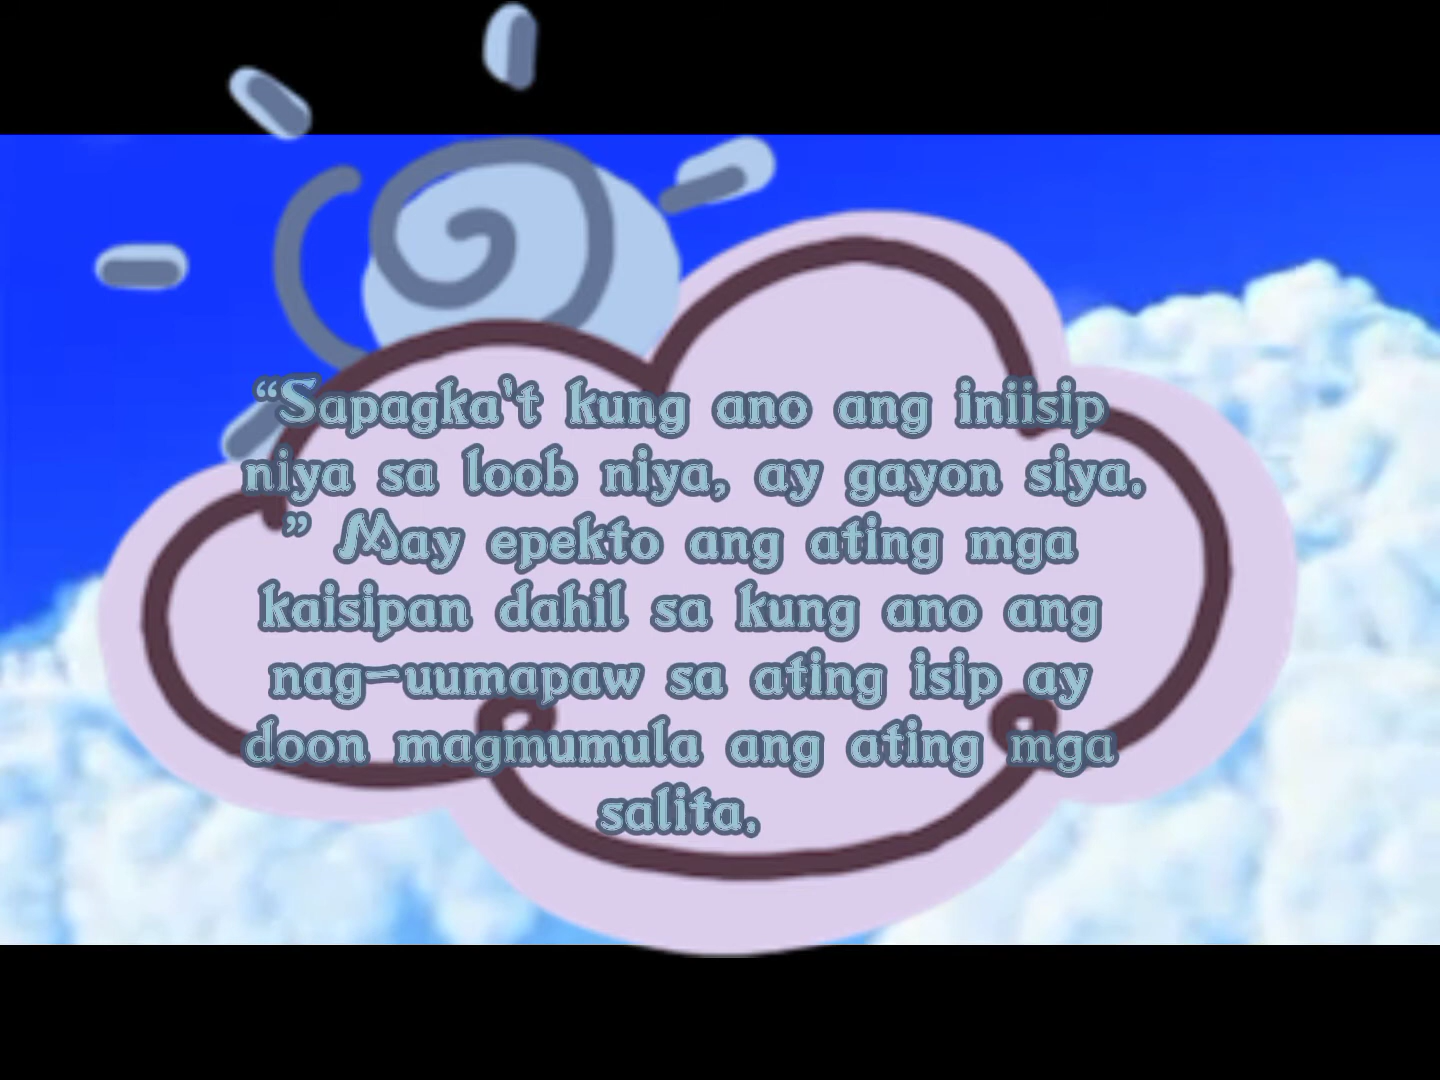 “Sapagka't kung ano ang iniisip
niya sa loob niya, ay gayon siya.
” May epekto ang ating mga
kaisipan dahil sa kung ano ang
nag-uumapaw sa ating isip ay
doon magmumula ang ating mga
salita.